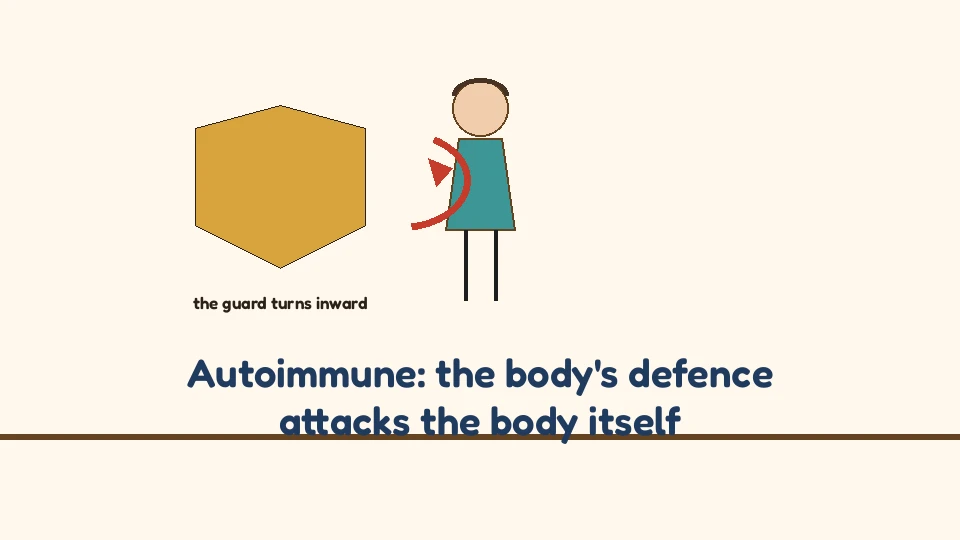 the guard turns inward
Autoimmune: the body's defence
attacks the body itself